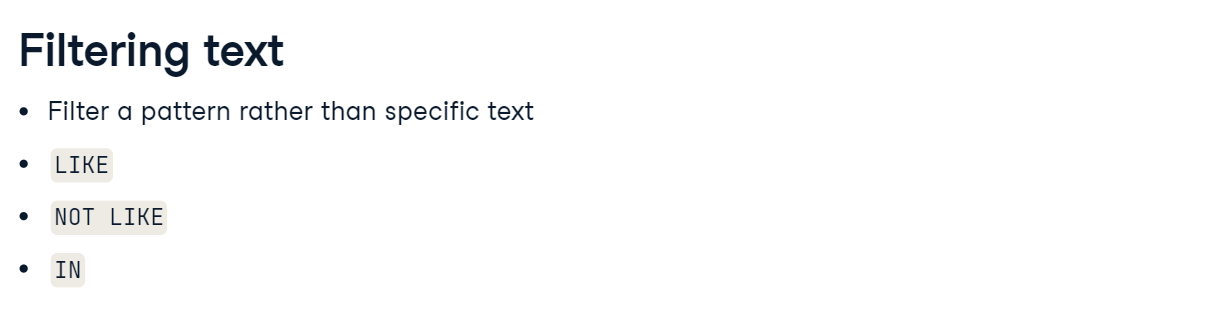 Filtering text
• Filter a pattern rather than specific text
• LIKE
• NOT LIKE
• IN